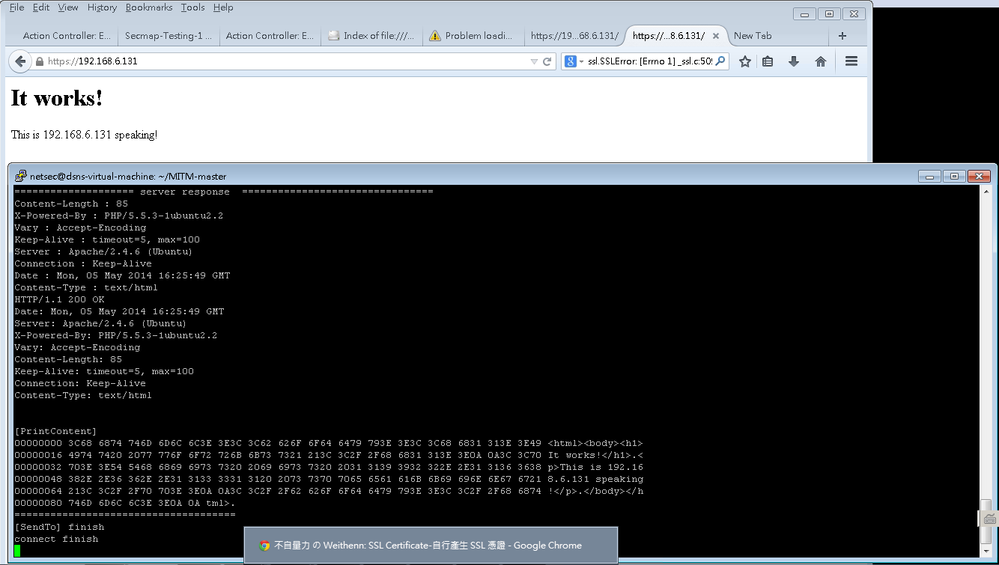 File Edit View History Bookmarks Tools Help
Action Controller: E... Secmap-Testing-1 ... Action Controller: E... Index of file:///... Problem loadi... https://19...68.6.131/ https://...8.6.131/ New Tab
https://192.168.6.131 ssl.SSLError: [Errno 1] _ssl.c:50
It works!
This is 192.168.6.131 speaking!
netsec@dsns-virtual-machine: ~/MITM-master
==================== server response ================================
Content-Length : 85
X-Powered-By : PHP/5.5.3-1ubuntu2.2
Vary : Accept-Encoding
Keep-Alive : timeout=5, max=100
Server : Apache/2.4.6 (Ubuntu)
Connection : Keep-Alive
Date : Mon, 05 May 2014 16:25:49 GMT
Content-Type : text/html
HTTP/1.1 200 OK
Date: Mon, 05 May 2014 16:25:49 GMT
Server: Apache/2.4.6 (Ubuntu)
X-Powered-By: PHP/5.5.3-1ubuntu2.2
Vary: Accept-Encoding
Content-Length: 85
Keep-Alive: timeout=5, max=100
Connection: Keep-Alive
Content-Type: text/html
[PrintContent]
00000000 3C68 6874 746D 6D6C 6C3E 3E3C 3C62 626F 6F64 6479 793E 3E3C 3C68 6831 313E 3E49 <html><body><h1>
00000016 4974 7420 2077 776F 6F72 726B 6B73 7321 213C 3C2F 2F68 6831 313E 3E0A 0A3C 3C70 It works!</h1>.<
00000032 703E 3E54 5468 6869 6973 7320 2069 6973 7320 2031 3139 3932 322E 2E31 3136 3638 p>This is 192.16
00000048 382E 2E36 362E 2E31 3133 3331 3120 2073 7370 7065 6561 616B 6B69 696E 6E67 6721 8.6.131 speaking
00000064 213C 3C2F 2F70 703E 3E0A 0A3C 3C2F 2F62 626F 6F64 6479 793E 3E3C 3C2F 2F68 6874 !</p>.</body></h
00000080 746D 6D6C 6C3E 3E0A 0A tml>.
=====================================
[SendTo] finish
connect finish
不自量力 の Weithenn: SSL Certificate-自行產生 SSL 憑證 - Google Chrome